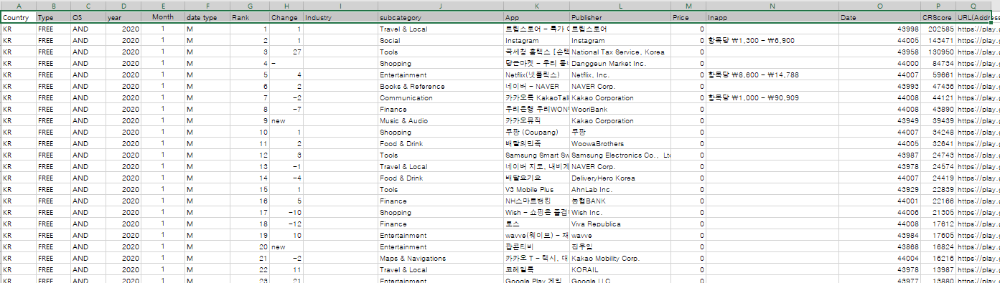 A B C D E F G H I J K L M N O P Q
Country Type FREE OS year Month date type Rank Change Industry subcategory App Publisher Price Inapp Date CRScore URL(Address
KR FREE AND 2020 1 M 1 1 Travel & Local 트립스토어 - 특가 트립스토어 0 43998 202585 https://play.g
KR FREE AND 2020 1 M 2 1 Social Instagram Instagram 0 항목당 ₩1,300 - ₩6,900 44005 143471 https://play.g
KR FREE AND 2020 1 M 3 27 Tools 국세청 홈택스 [손택 National Tax Service, Korea 0 43958 130950 https://play.g
KR FREE AND 2020 1 M 4 - Shopping 당근마켓 - 우리 동네 Danggeun Market Inc. 0 44000 84734 https://play.g
KR FREE AND 2020 1 M 5 4 Entertainment Netflix(넷플릭스) Netflix, Inc. 0 항목당 ₩8,600 - ₩14,788 44007 59661 https://play.g
KR FREE AND 2020 1 M 6 2 Books & Reference 네이버 - NAVER NAVER Corp. 0 43993 47436 https://play.g
KR FREE AND 2020 1 M 7 -2 Communication 카카오톡 KakaoTalk Kakao Corporation 0 항목당 ₩1,000 - ₩90,909 44008 44121 https://play.g
KR FREE AND 2020 1 M 8 -7 Finance 우리은행 우리WON WooriBank 0 44008 43890 https://play.g
KR FREE AND 2020 1 M 9 new Music & Audio 카카오뮤직 Kakao Corporation 0 43949 39439 https://play.g
KR FREE AND 2020 1 M 10 1 Shopping 쿠팡 (Coupang) 쿠팡 0 44007 34248 https://play.g
KR FREE AND 2020 1 M 11 2 Food & Drink 배달의민족 WoowaBrothers 0 44005 32641 https://play.g
KR FREE AND 2020 1 M 12 3 Tools Samsung Smart Sw Samsung Electronics Co., Ltd 0 43987 24743 https://play.g
KR FREE AND 2020 1 M 13 -1 Travel & Local 네이버 지도, 내비게 NAVER Corp. 0 43978 24574 https://play.g
KR FREE AND 2020 1 M 14 -4 Food & Drink 배달요기요 DeliveryHero Korea 0 44007 24419 https://play.g
KR FREE AND 2020 1 M 15 1 Tools V3 Mobile Plus AhnLab Inc. 0 43929 22839 https://play.g
KR FREE AND 2020 1 M 16 5 Finance NH스마트뱅킹 농협BANK 0 44001 22166 https://play.g
KR FREE AND 2020 1 M 17 -10 Shopping Wish - 쇼핑은 즐겁 Wish Inc. 0 44006 21305 https://play.g
KR FREE AND 2020 1 M 18 -12 Finance 토스 Viva Republica 0 44008 17612 https://play.g
KR FREE AND 2020 1 M 19 10 Entertainment wavve(웨이브) - 재 wavve 0 43984 17605 https://play.g
KR FREE AND 2020 1 M 20 new Entertainment 팝콘티비 진우일 0 43868 16824 https://play.g
KR FREE AND 2020 1 M 21 -2 Maps & Navigations 카카오 T - 택시, 대 Kakao Mobility Corp. 0 44004 16216 https://play.g
KR FREE AND 2020 1 M 22 11 Travel & Local 코레일톡 KORAIL 0 43978 13987 https://play.g
KR FREE AND 2020 1 M 23 21 Entertainment Google Play 게임 Google LLC 0 43977 13880 https://play.g